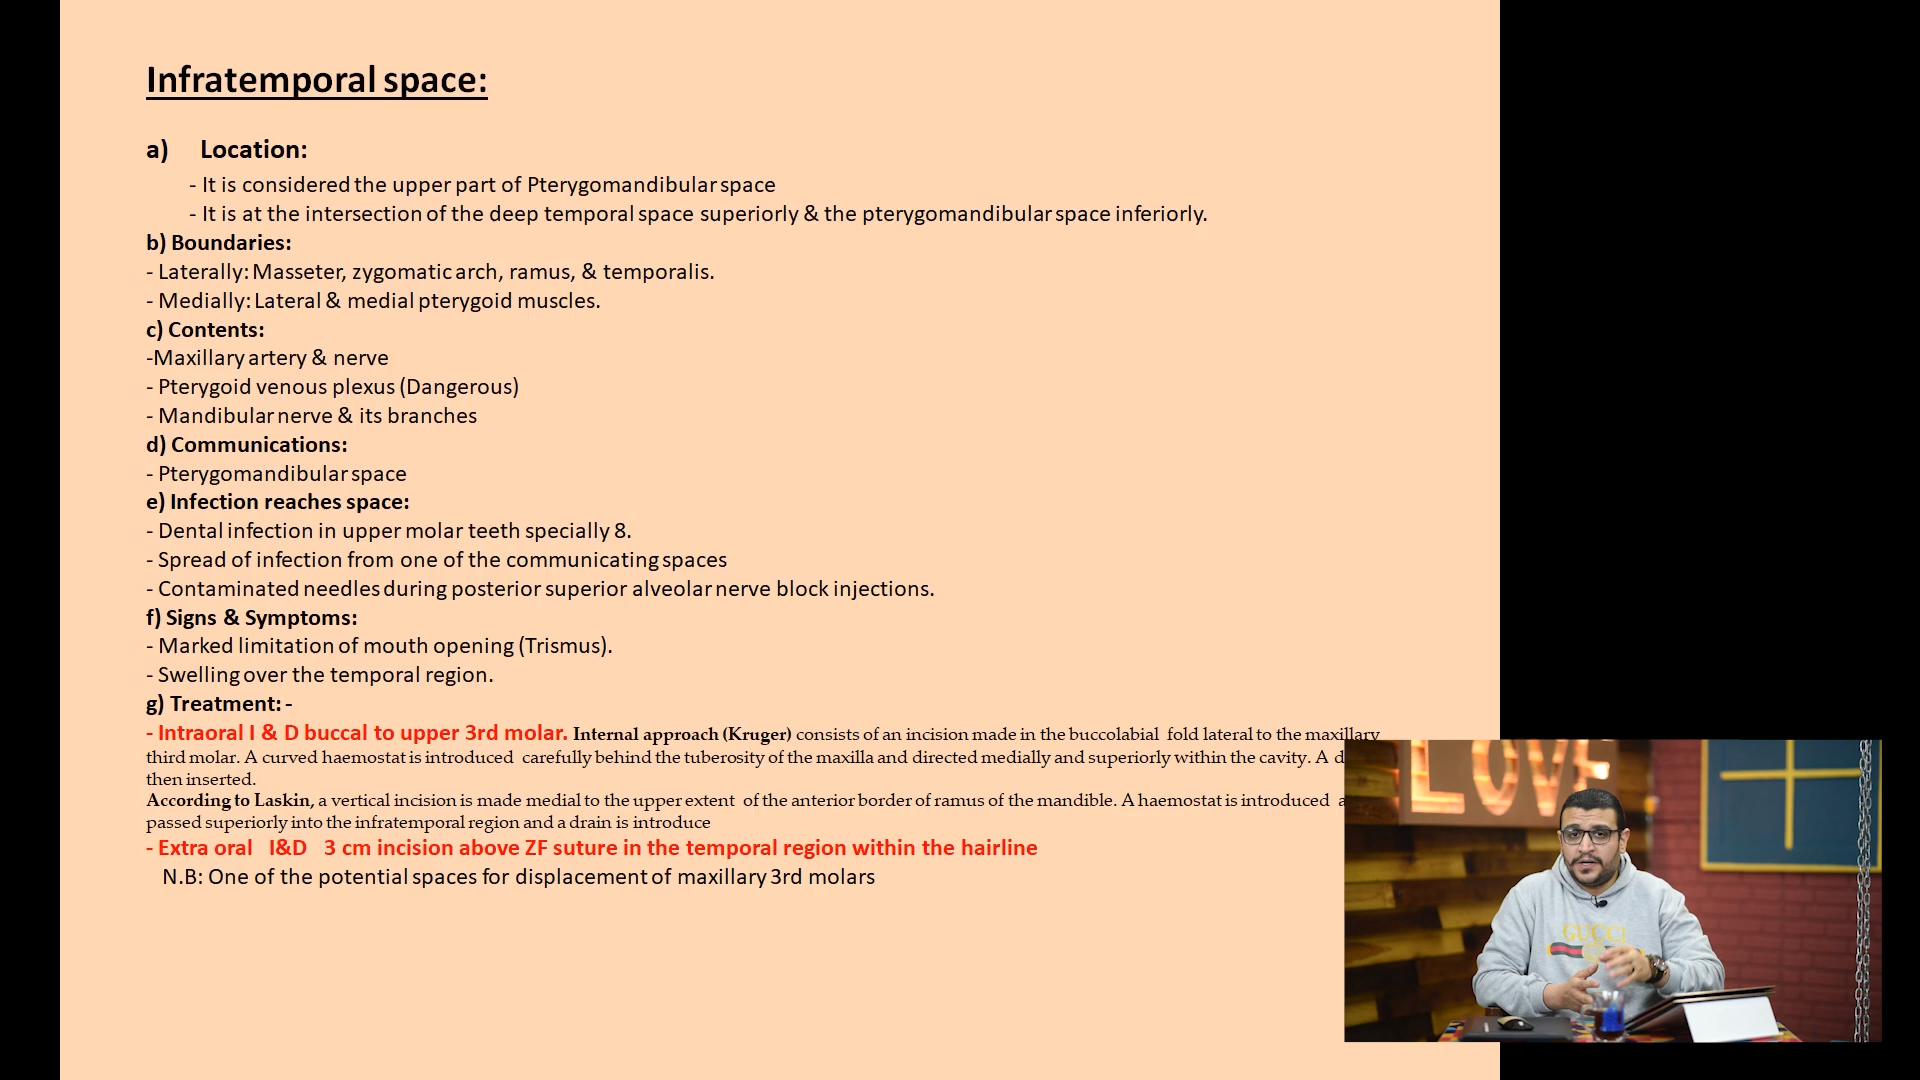 Infratemporal space:
a) Location:
- It is considered the upper part of Pterygomandibular space
- It is at the intersection of the deep temporal space superiorly & the pterygomandibular space inferiorly.
b) Boundaries:
- Laterally: Masseter, zygomatic arch, ramus, & temporalis.
- Medially: Lateral & medial pterygoid muscles.
c) Contents:
-Maxillary artery & nerve
- Pterygoid venous plexus (Dangerous)
- Mandibular nerve & its branches
d) Communications:
- Pterygomandibular space
e) Infection reaches space:
- Dental infection in upper molar teeth specially 8.
- Spread of infection from one of the communicating spaces
- Contaminated needles during posterior superior alveolar nerve block injections.
f) Signs & Symptoms:
- Marked limitation of mouth opening (Trismus).
- Swelling over the temporal region.
g) Treatment: -
- Intraoral I & D buccal to upper 3rd molar. Internal approach (Kruger) consists of an incision made in the buccolabial fold lateral to the maxillary
third molar. A curved haemostat is introduced carefully behind the tuberosity of the maxilla and directed medially and superiorly within the cavity. A
then inserted.
According to Laskin, a vertical incision is made medial to the upper extent of the anterior border of ramus of the mandible. A haemostat is introduced
passed superiorly into the infratemporal region and a drain is introduce
- Extra oral I&D 3 cm incision above ZF suture in the temporal region within the hairline
N.B: One of the potential spaces for displacement of maxillary 3rd molars
LOVE
GUCCI